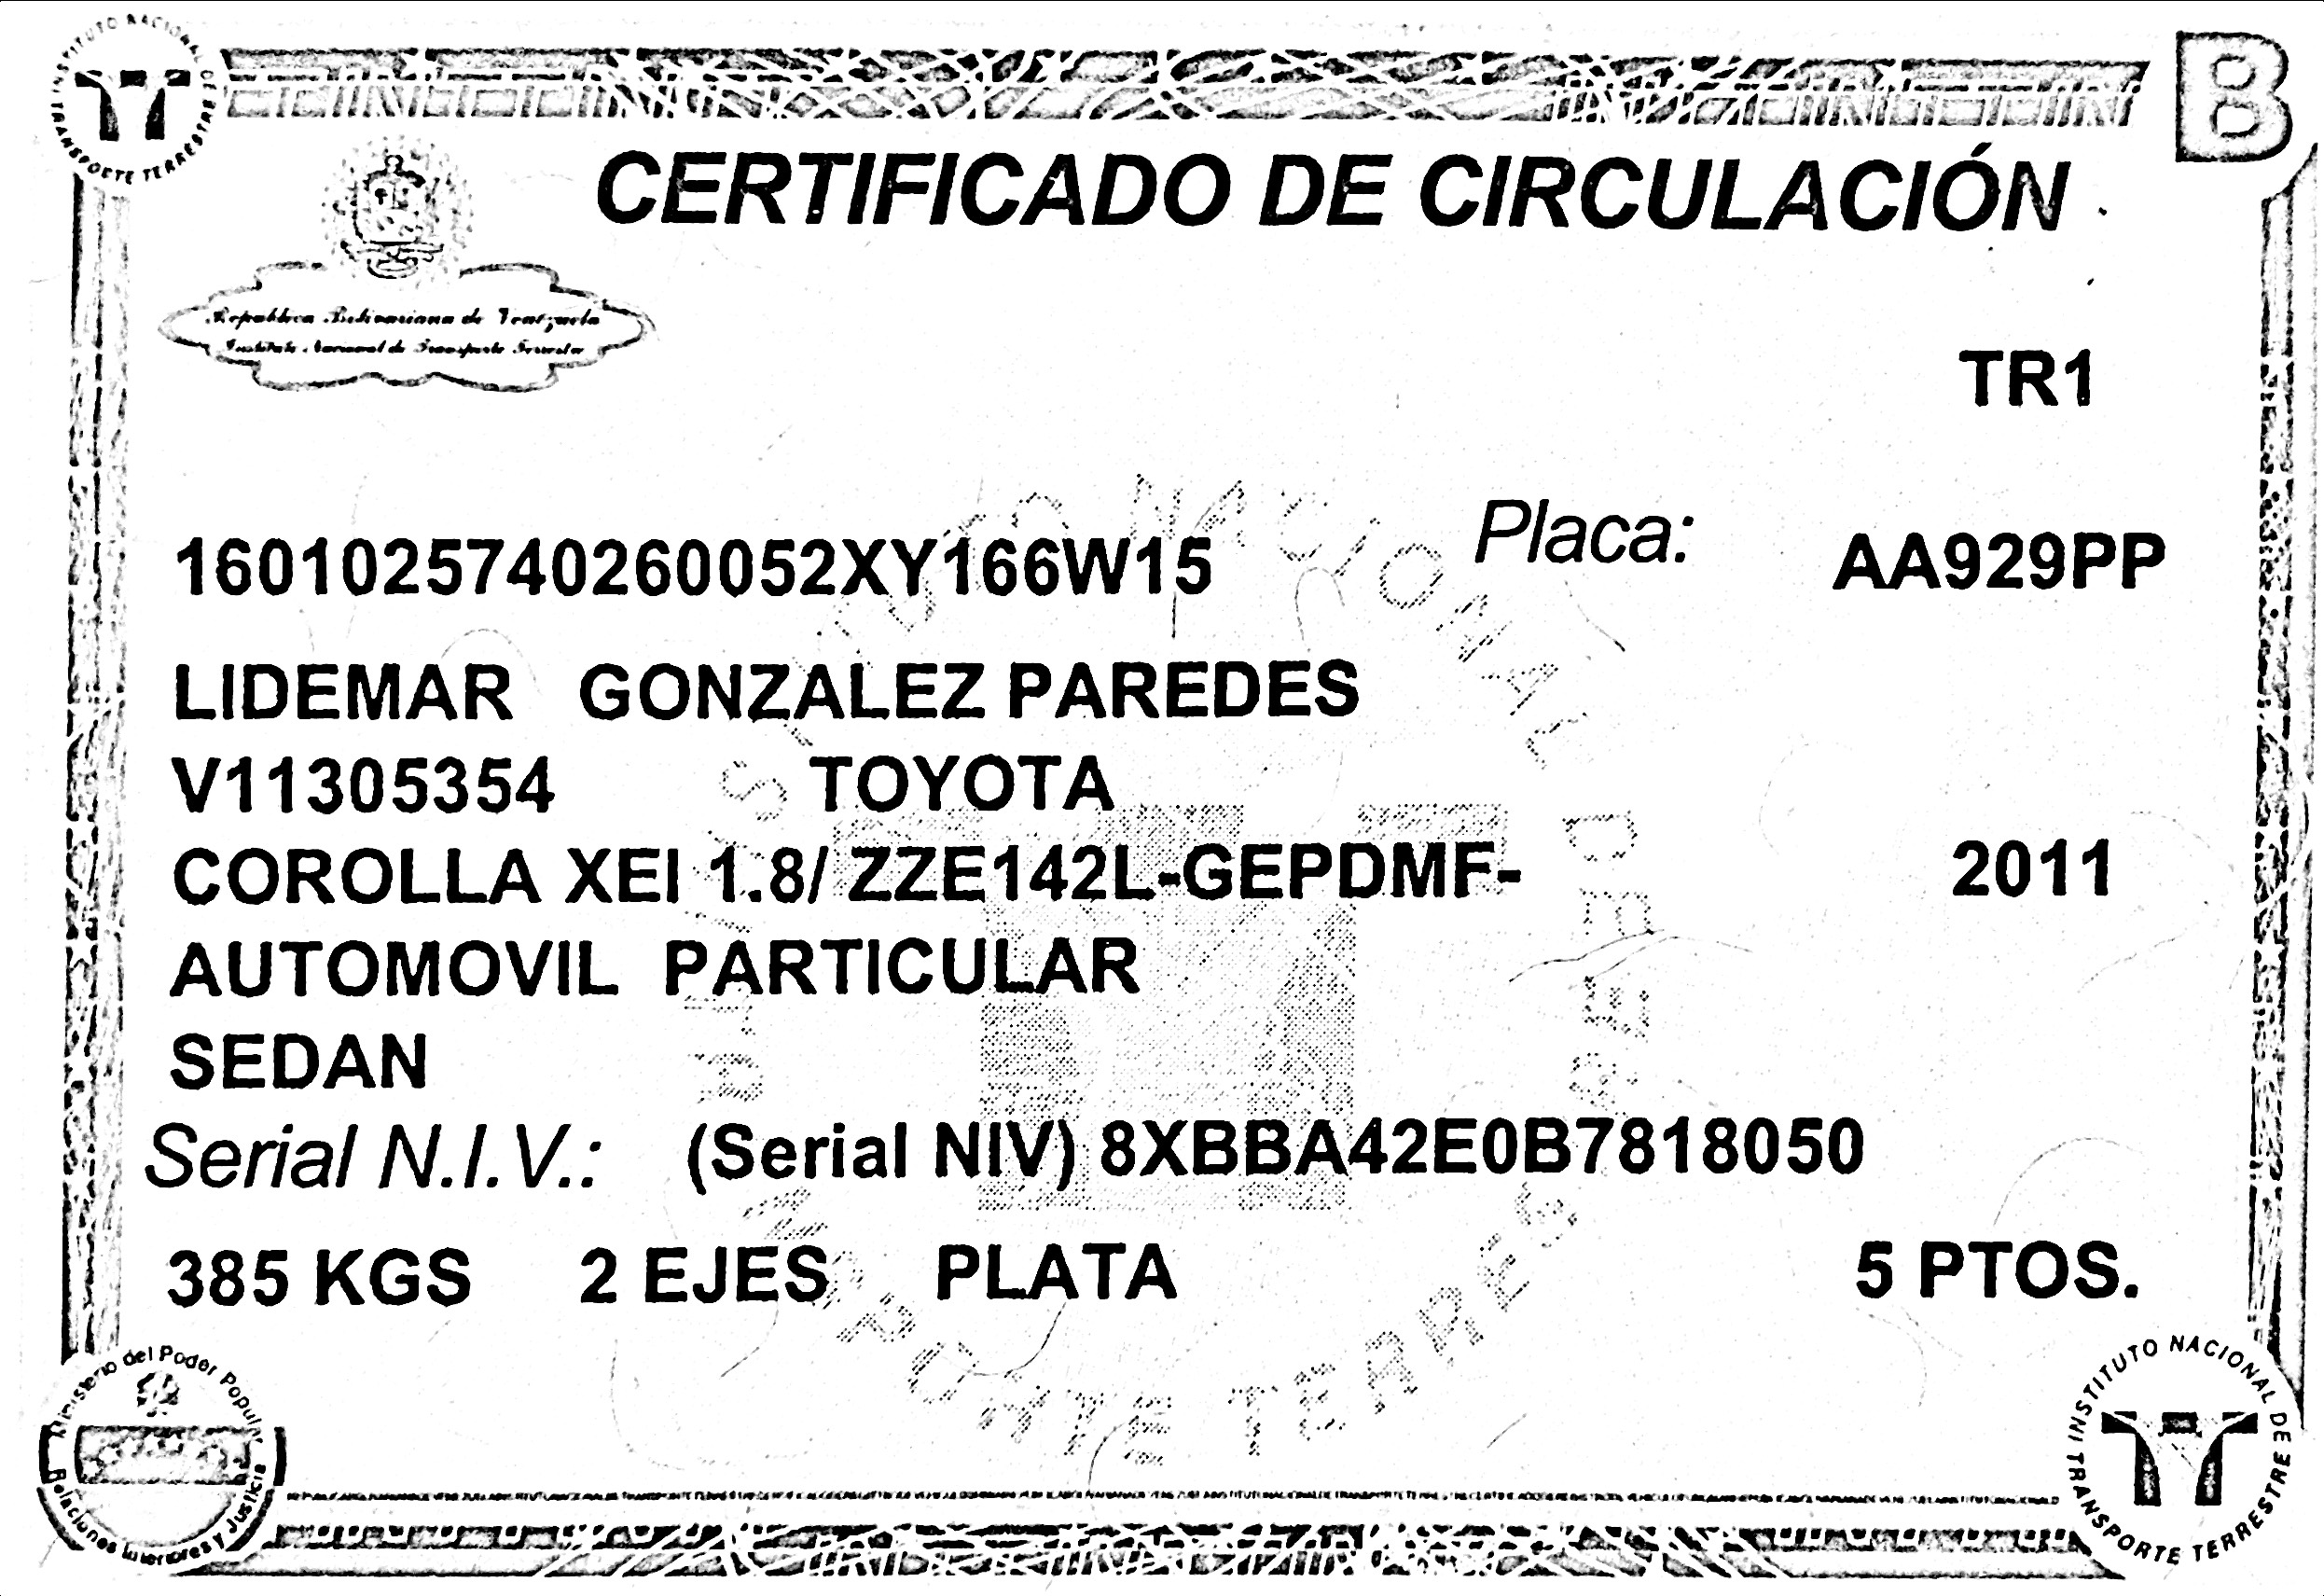 INSTITUTO NACIONAL DE TRANSPORTE TERRESTRE
B
CERTIFICADO DE CIRCULACIÓN
República Bolivariana de Venezuela
Instituto Nacional de Transporte Terrestre
TR1
1601025740260052XY166W15 Placa: AA929PP
LIDEMAR GONZALEZ PAREDES
V11305354 TOYOTA
COROLLA XEI 1.8/ ZZE142L-GEPDMF- 2011
AUTOMOVIL PARTICULAR
SEDAN
Serial N.I.V.: (Serial NIV) 8XBBA42E0B7818050
385 KGS 2 EJES PLATA 5 PTOS.
INSTITUTO NACIONAL DE TRANSPORTE TERRESTRE
Ministerio del Poder Popular
Relaciones Interiores y Justicia
INSTITUTO NACIONAL DE TRANSPORTE TERRESTRE